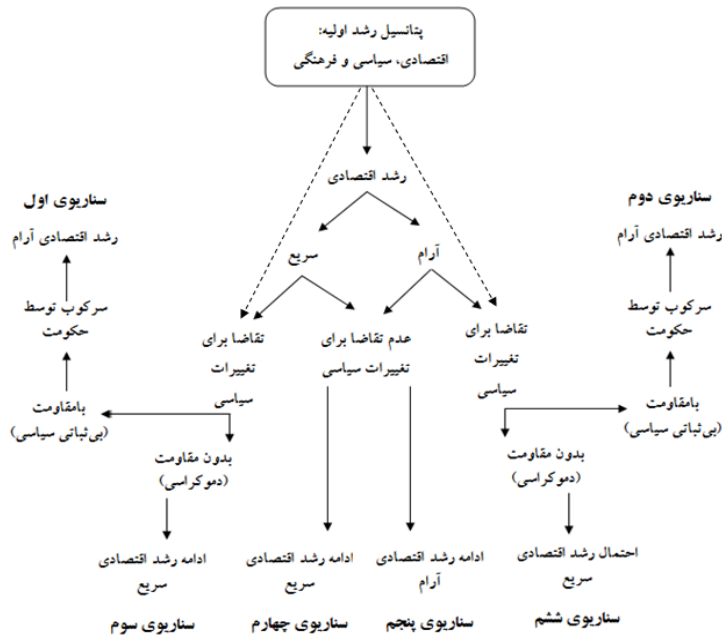 پتانسیل رشد اولیه:
اقتصادی، سیاسی و فرهنگی
رشد اقتصادی
سناریوی دوم
سناریوی اول
رشد اقتصادی آرام
رشد اقتصادی آرام
آرام
سریع
سرکوب توسط
حکومت
سرکوب توسط
حکومت
تقاضا برای
تغییرات
سیاسی
عدم تقاضا برای
تغییرات سیاسی
تقاضا برای
تغییرات
سیاسی
بامقاومت
(بی‌ثباتی سیاسی)
بامقاومت
(بی‌ثباتی سیاسی)
بدون مقاومت
(دموکراسی)
بدون مقاومت
(دموکراسی)
احتمال رشد اقتصادی
سریع
ادامه رشد اقتصادی
آرام
ادامه رشد اقتصادی
سریع
ادامه رشد اقتصادی
سریع
سناریوی ششم
سناریوی پنجم
سناریوی چهارم
سناریوی سوم